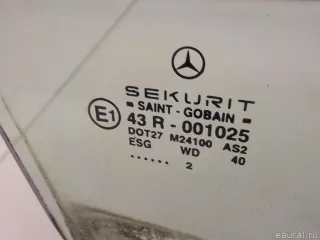 SEKURIT
SAINT - GOBAIN
E1 43 R - 001025
DOT27 M24100 AS2
ESG WD 40
...... 2
eaural.ru